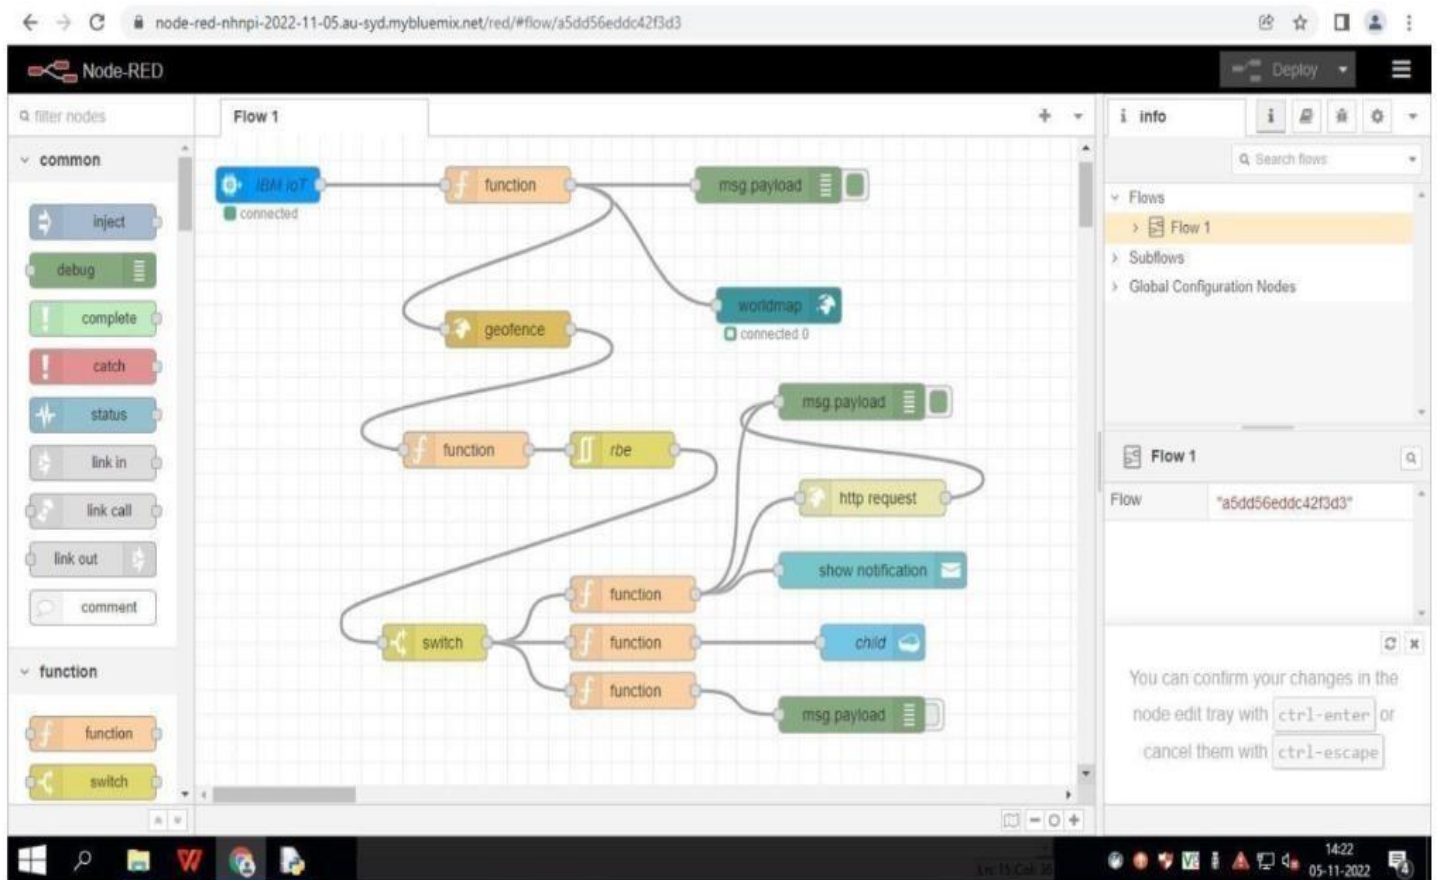 node-red-nhnpi-2022-11-05.au-syd.mybluemix.net/red/#flow/a5dd56eddc42f3d3
Node-RED
Deploy
filter nodes
common
inject
debug
complete
catch
status
link in
link call
link out
comment
function
function
switch
Flow 1
IBM IoT
connected
function
msg.payload
worldmap
connected 0
geofence
msg.payload
function
rbe
http request
show notification
function
switch
function
child
function
msg.payload
i info
i
Search flows
Flows
Flow 1
Subflows
Global Configuration Nodes
Flow 1
Flow
"a5dd56eddc42f3d3"
You can confirm your changes in the
node edit tray with ctrl-enter or
cancel them with ctrl-escape
14:22
05-11-2022
4